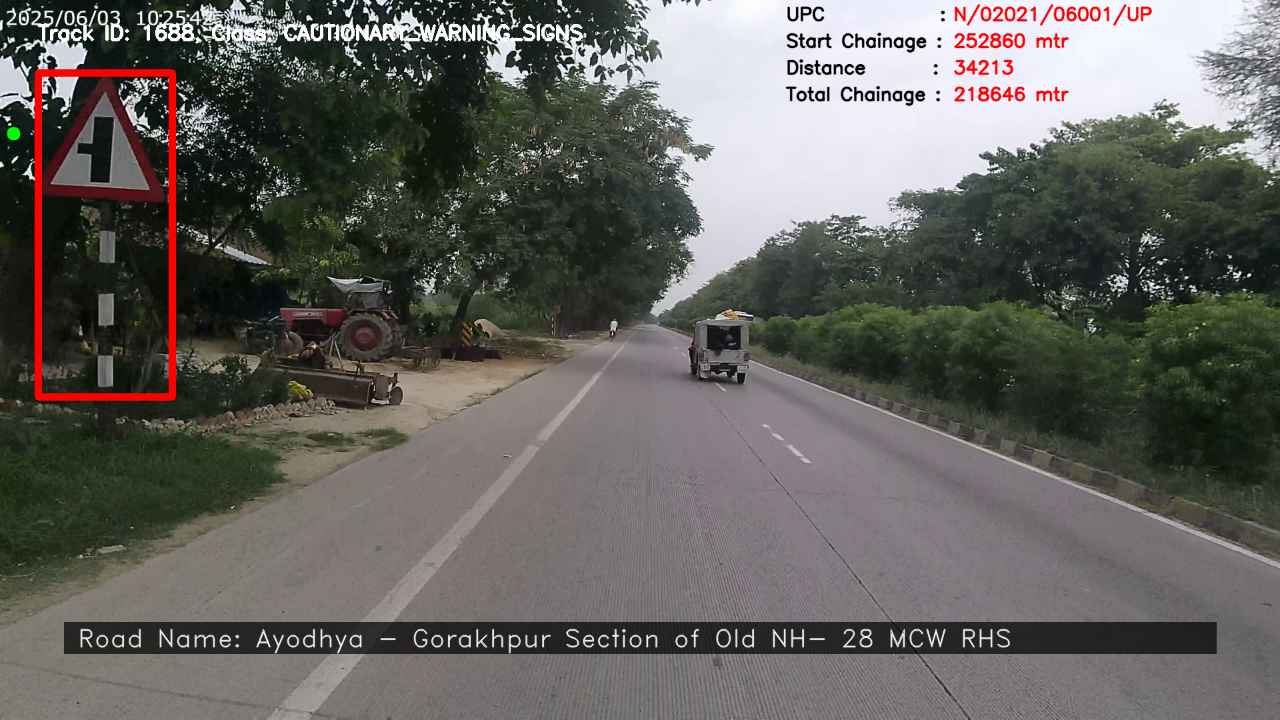 2025/06/03 10:25:4
Track ID: 1688, Class: CAUTIONARY_WARNING_SIGNS
UPC : N/02021/06001/UP
Start Chainage : 252860 mtr
Distance : 34213
Total Chainage : 218646 mtr
Road Name: Ayodhya - Gorakhpur Section of Old NH- 28 MCW RHS